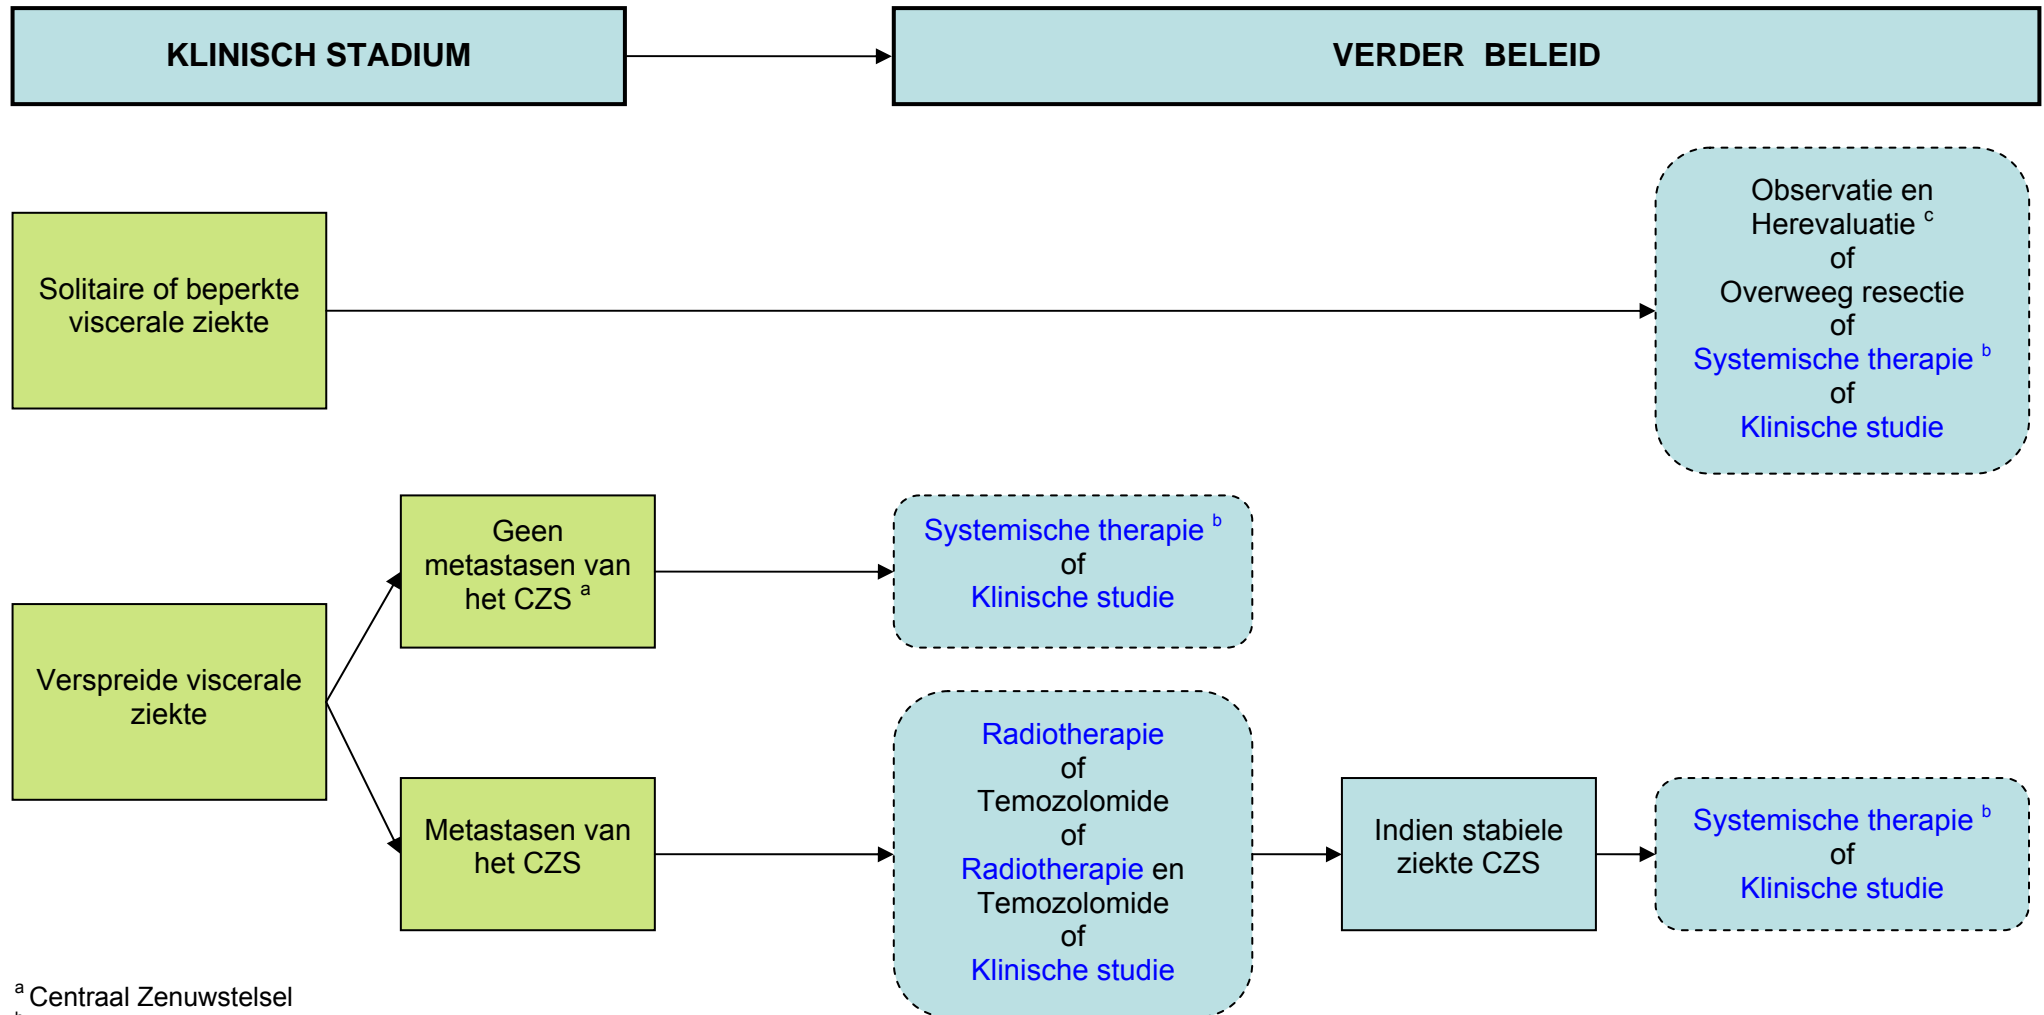 KLINISCH STADIUM
VERDER BELEID
Solitaire of beperkte
viscerale ziekte
Observatie en
Herevaluatie c
of
Overweeg resectie
of
Systemische therapie b
of
Klinische studie
Verspreide viscerale
ziekte
Geen
metastasen van
het CZS a
Systemische therapie b
of
Klinische studie
Metastasen van
het CZS
Radiotherapie
of
Temozolomide
of
Radiotherapie en
Temozolomide
of
Klinische studie
Indien stabiele
ziekte CZS
Systemische therapie b
of
Klinische studie
a Centraal Zenuwstelsel